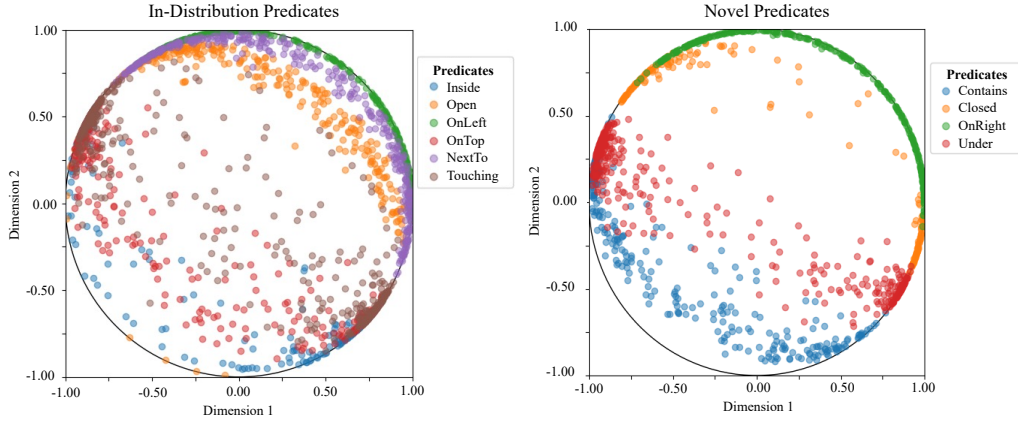 In-Distribution Predicates
1.00
0.50
0.00
-0.50
-1.00
Dimension 2
-1.00
-0.50
0.00
0.50
1.00
Dimension 1
Predicates
Inside
Open
OnLeft
OnTop
NextTo
Touching
Novel Predicates
1.00
0.50
0.00
-0.50
-1.00
Dimension 2
-1.00
-0.50
0.00
0.50
1.00
Dimension 1
Predicates
Contains
Closed
OnRight
Under